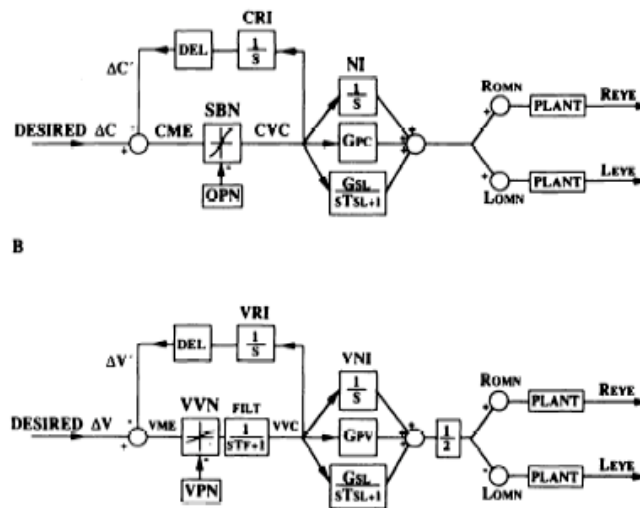 CRI
DEL
1/S
ΔC´
NI
1/S
SBN
DESIRED ΔC
CME
CVC
GPC
OPN
GSL/sTSL+1
ROMN
PLANT
REYE
LOMN
PLANT
LEYE
B
VRI
DEL
1/S
ΔV´
VNI
1/S
VVN
FILT
DESIRED ΔV
VME
1/STF+1
VVC
GPV
1/2
VPN
GSL/sTSL+1
ROMN
PLANT
REYE
LOMN
PLANT
LEYE